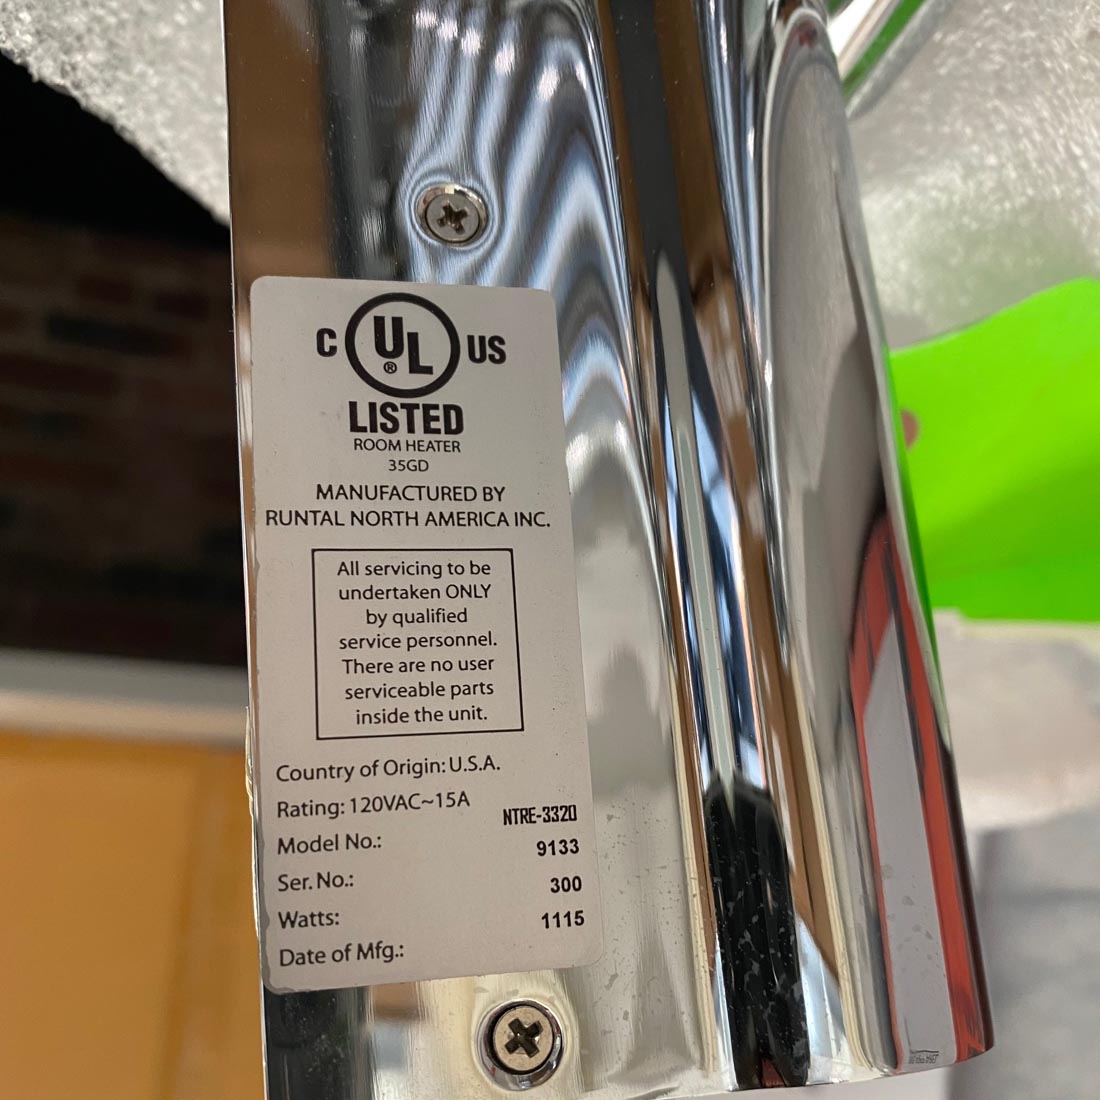 C UL® US
LISTED
ROOM HEATER
35GD
MANUFACTURED BY
RUNTAL NORTH AMERICA INC.
All servicing to be
undertaken ONLY
by qualified
service personnel.
There are no user
serviceable parts
inside the unit.
Country of Origin: U.S.A.
Rating: 120VAC~15A
NTRE-3320
Model No.:
9133
Ser. No.:
300
Watts:
1115
Date of Mfg.: